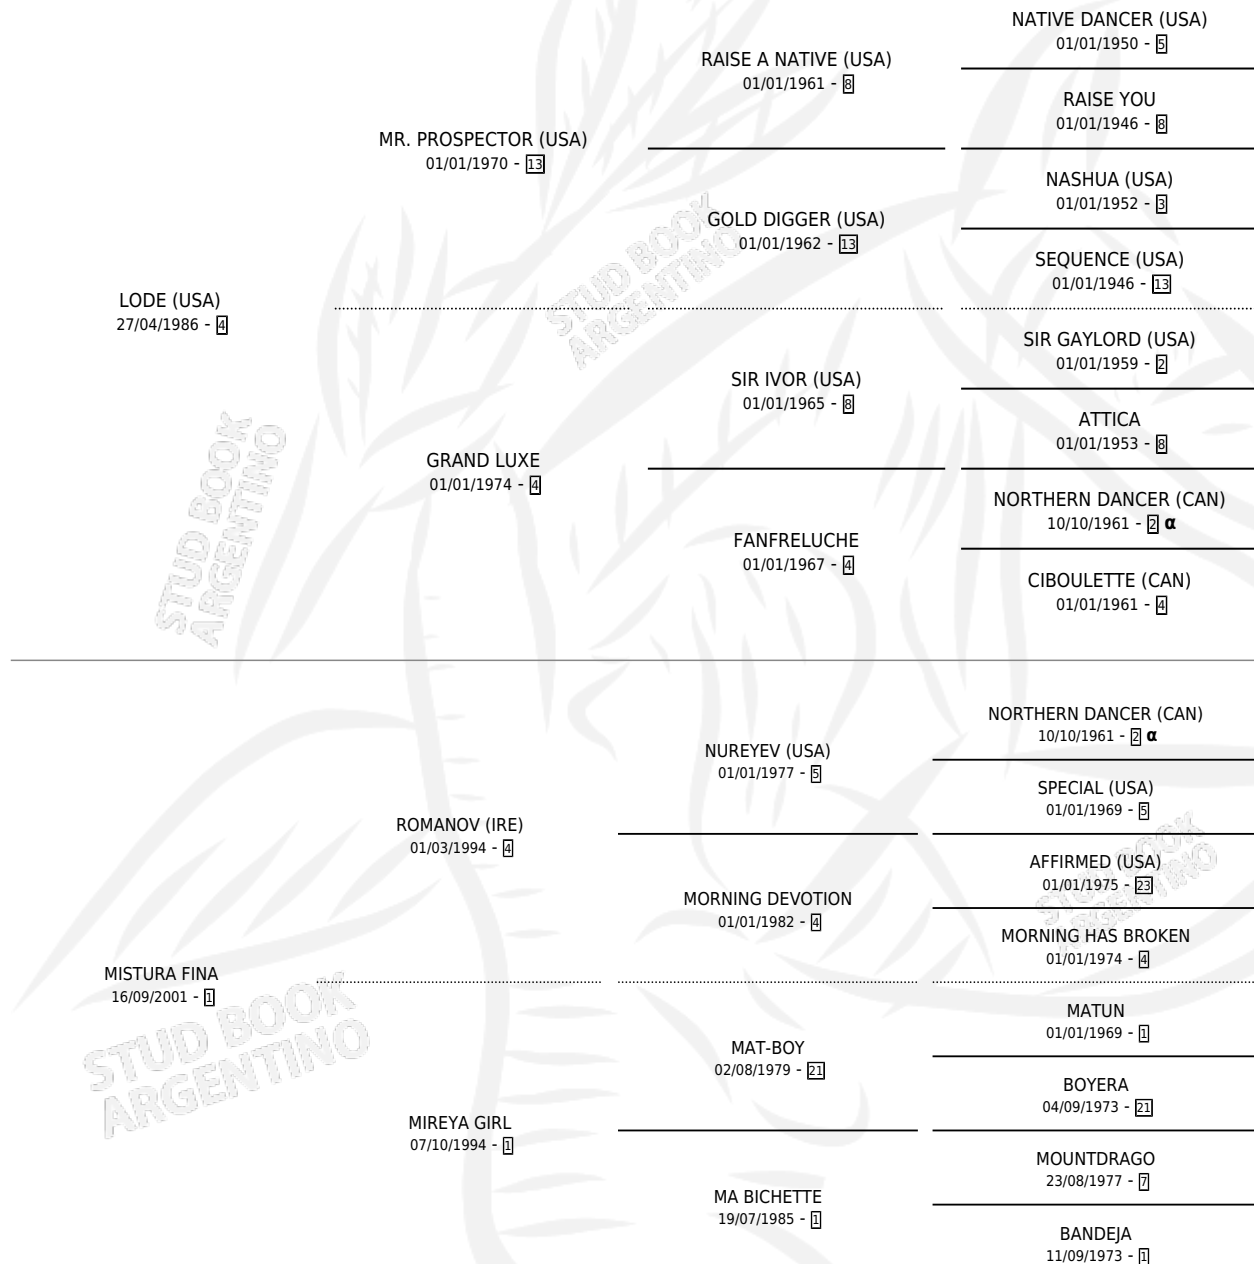 NATIVE DANCER (USA)
01/01/1950 - 5
RAISE A NATIVE (USA)
01/01/1961 - 8
RAISE YOU
01/01/1946 - 8
MR. PROSPECTOR (USA)
01/01/1970 - 13
NASHUA (USA)
01/01/1952 - 3
GOLD DIGGER (USA)
01/01/1962 - 13
SEQUENCE (USA)
01/01/1946 - 13
LODE (USA)
27/04/1986 - 4
SIR GAYLORD (USA)
01/01/1959 - 2
SIR IVOR (USA)
01/01/1965 - 8
ATTICA
01/01/1953 - 8
GRAND LUXE
01/01/1974 - 4
NORTHERN DANCER (CAN)
10/10/1961 - 2 α
FANFRELUCHE
01/01/1967 - 4
CIBOULETTE (CAN)
01/01/1961 - 4
NORTHERN DANCER (CAN)
10/10/1961 - 2 α
NUREYEV (USA)
01/01/1977 - 5
SPECIAL (USA)
01/01/1969 - 5
ROMANOV (IRE)
01/03/1994 - 4
AFFIRMED (USA)
01/01/1975 - 23
MORNING DEVOTION
01/01/1982 - 4
MORNING HAS BROKEN
01/01/1974 - 4
MISTURA FINA
16/09/2001 - 1
MATUN
01/01/1969 - 1
MAT-BOY
02/08/1979 - 21
BOYERA
04/09/1973 - 21
MIREYA GIRL
07/10/1994 - 1
MOUNTDRAGO
23/08/1977 - 7
MA BICHETTE
19/07/1985 - 1
BANDEJA
11/09/1973 - 1
STUD BOOK
ARGENTINO
STUD BOOK
ARGENTINO
STUD BOOK
ARGENTINO
STUD BOOK
ARGENTINO